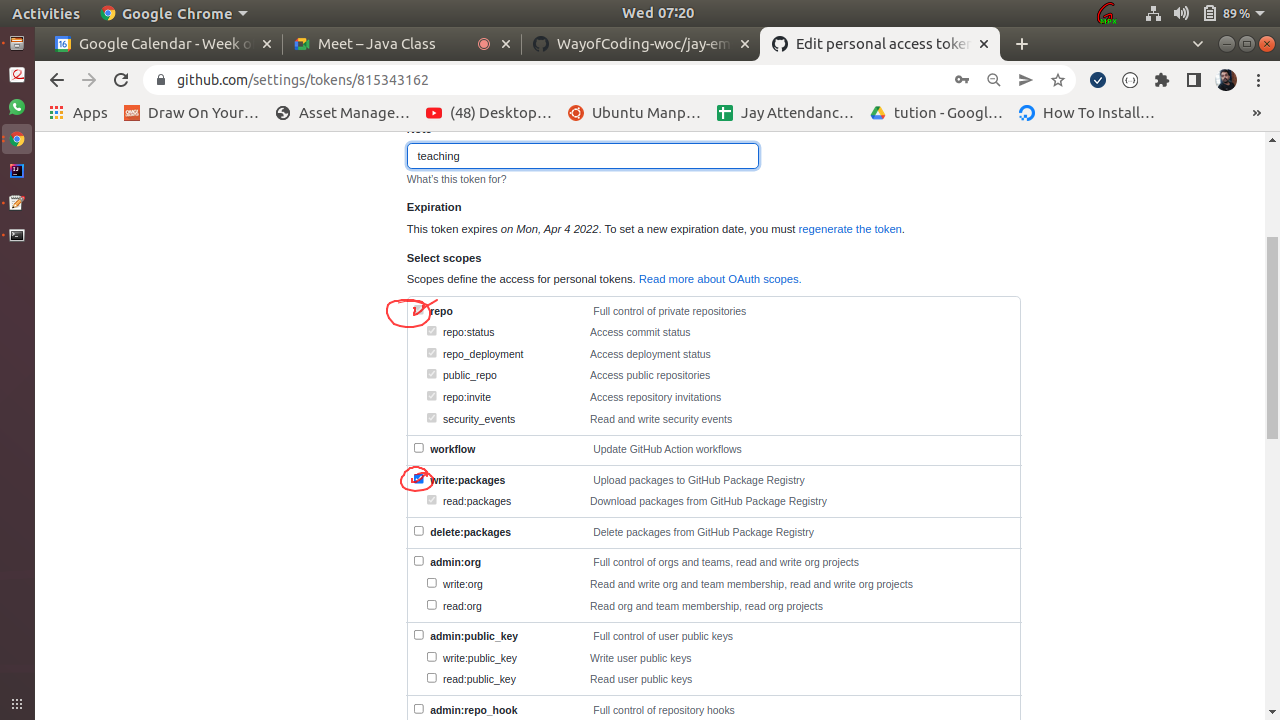 Activities Google Chrome Wed 07:20 MPX 89 %
Google Calendar - Week o Meet – Java Class WayofCoding-woc/jay-em Edit personal access token
github.com/settings/tokens/815343162
Apps Draw On Your… Asset Manage… (48) Desktop… Ubuntu Manp… Jay Attendanc… tution - Googl… How To Install… »
teaching
What's this token for?
Expiration
This token expires on Mon, Apr 4 2022. To set a new expiration date, you must regenerate the token.
Select scopes
Scopes define the access for personal tokens. Read more about OAuth scopes.
repo Full control of private repositories
repo:status Access commit status
repo_deployment Access deployment status
public_repo Access public repositories
repo:invite Access repository invitations
security_events Read and write security events
workflow Update GitHub Action workflows
write:packages Upload packages to GitHub Package Registry
read:packages Download packages from GitHub Package Registry
delete:packages Delete packages from GitHub Package Registry
admin:org Full control of orgs and teams, read and write org projects
write:org Read and write org and team membership, read and write org projects
read:org Read org and team membership, read org projects
admin:public_key Full control of user public keys
write:public_key Write user public keys
read:public_key Read user public keys
admin:repo_hook Full control of repository hooks